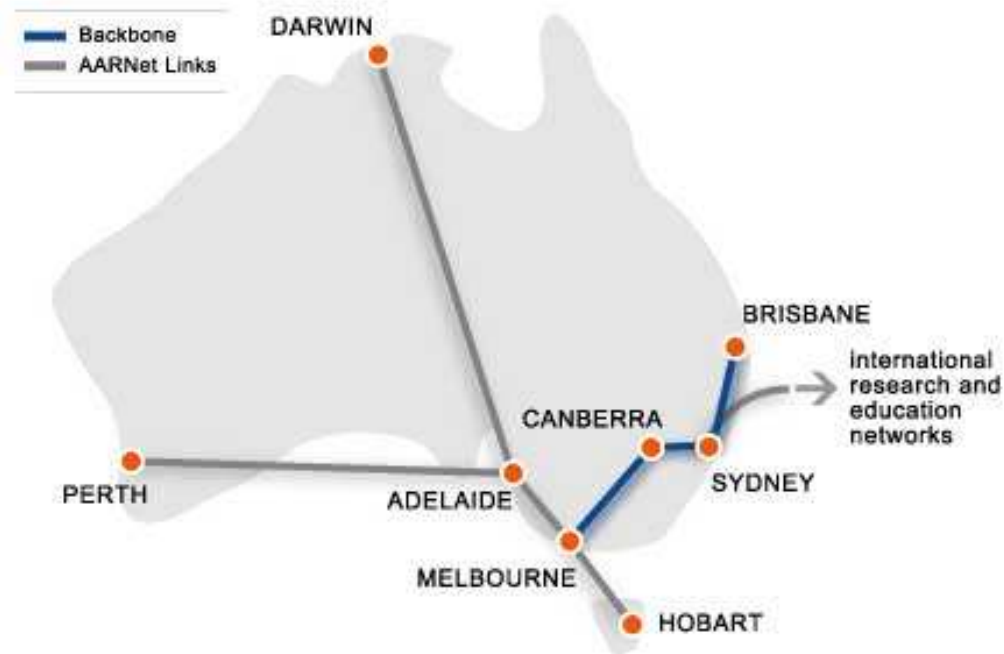 Backbone
AARNet Links
DARWIN
BRISBANE
international
research and
education
networks
CANBERRA
SYDNEY
PERTH
ADELAIDE
MELBOURNE
HOBART